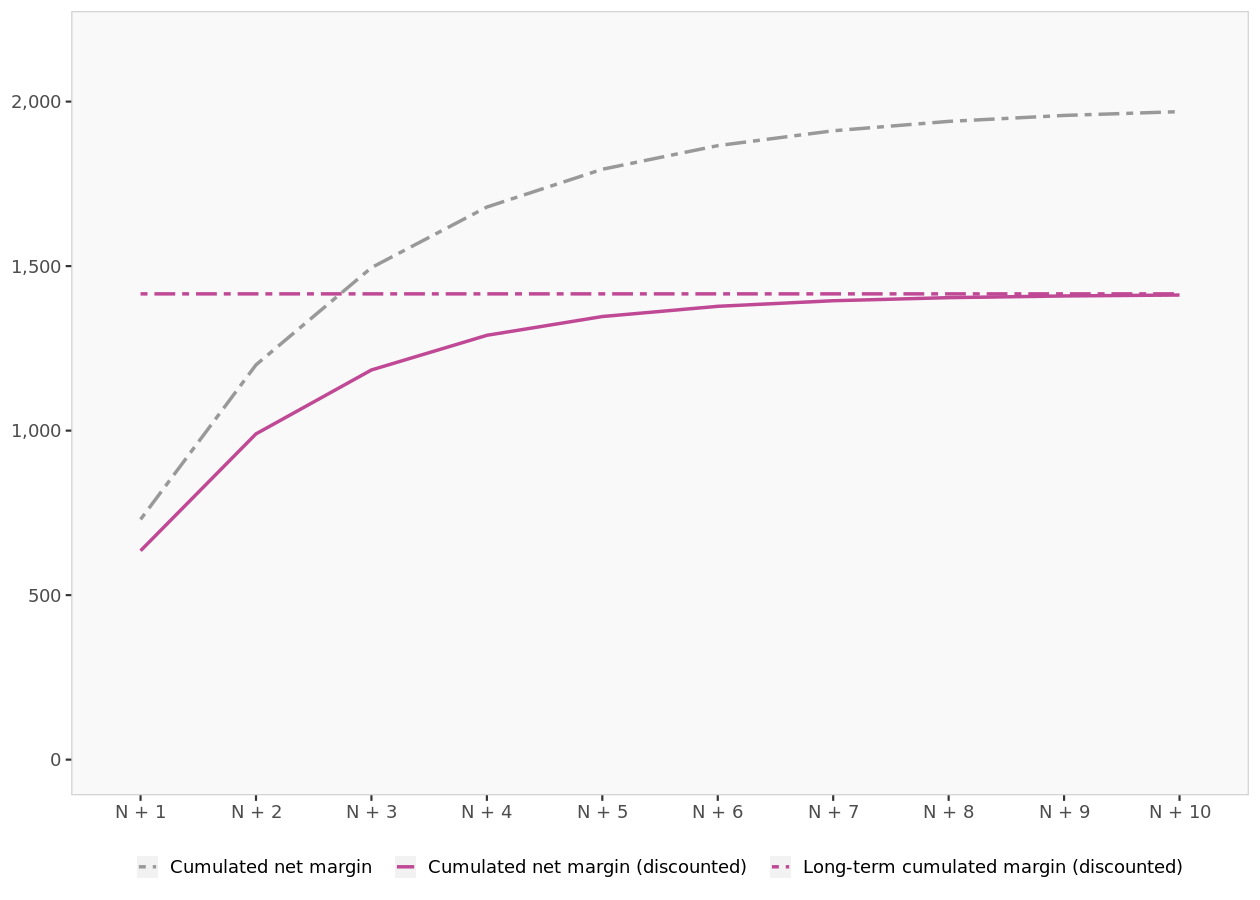 2,000
1,500
1,000
500
0
N + 1 N + 2 N + 3 N + 4 N + 5 N + 6 N + 7 N + 8 N + 9 N + 10
Cumulated net margin Cumulated net margin (discounted) Long-term cumulated margin (discounted)